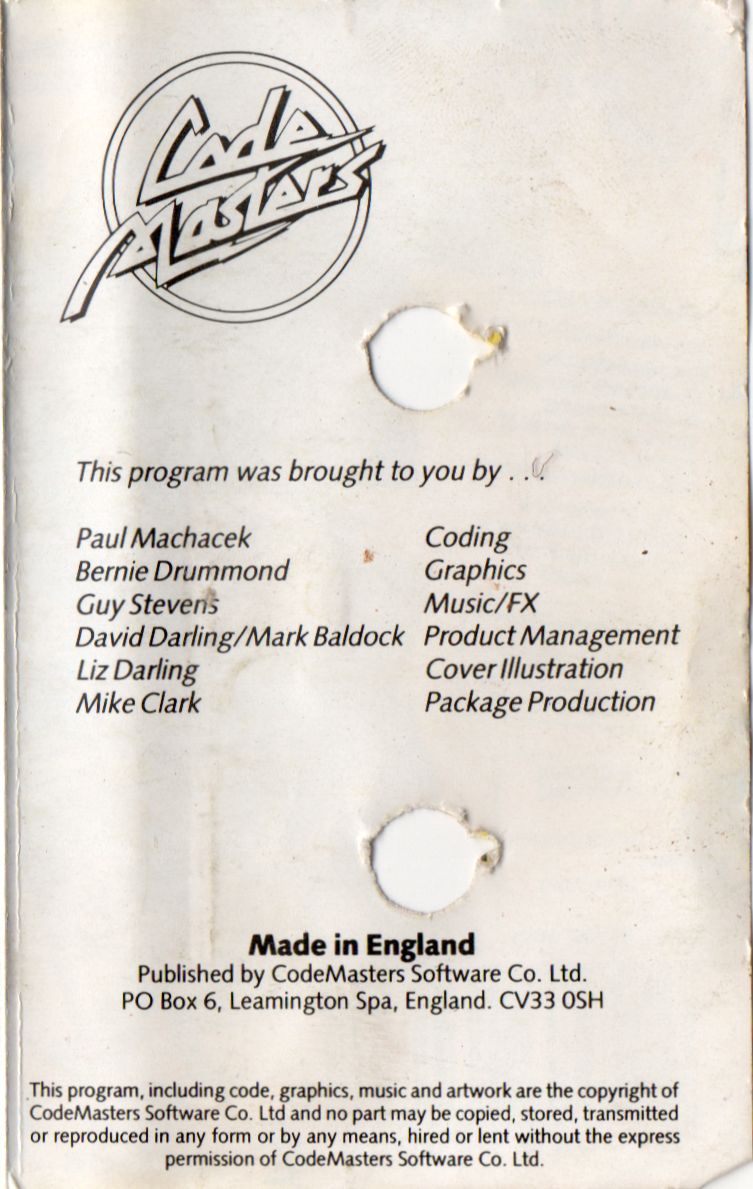 Code
Masters
This program was brought to you by . . .
Paul Machacek Coding
Bernie Drummond Graphics
Guy Stevens Music/FX
David Darling/Mark Baldock Product Management
Liz Darling Cover Illustration
Mike Clark Package Production
Made in England
Published by CodeMasters Software Co. Ltd.
PO Box 6, Leamington Spa, England. CV33 0SH
This program, including code, graphics, music and artwork are the copyright of
CodeMasters Software Co. Ltd and no part may be copied, stored, transmitted
or reproduced in any form or by any means, hired or lent without the express
permission of CodeMasters Software Co. Ltd.